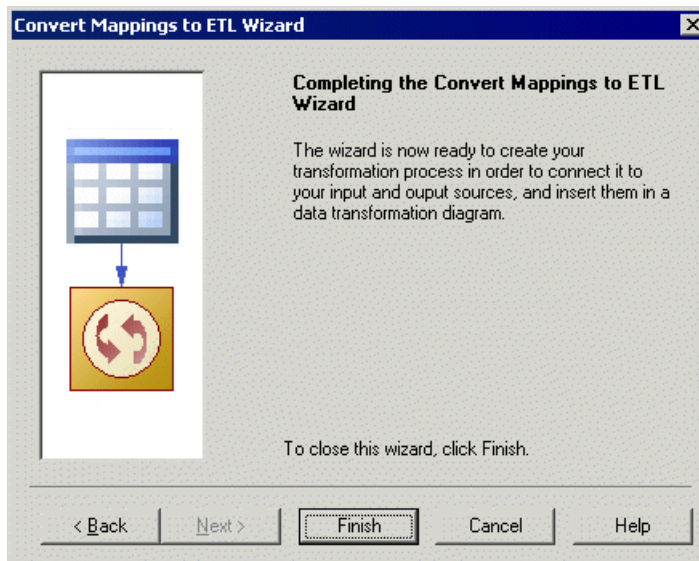 Convert Mappings to ETL Wizard
Completing the Convert Mappings to ETL
Wizard
The wizard is now ready to create your
transformation process in order to connect it to
your input and ouput sources, and insert them in a
data transformation diagram.
To close this wizard, click Finish.
< Back Next > Finish Cancel Help